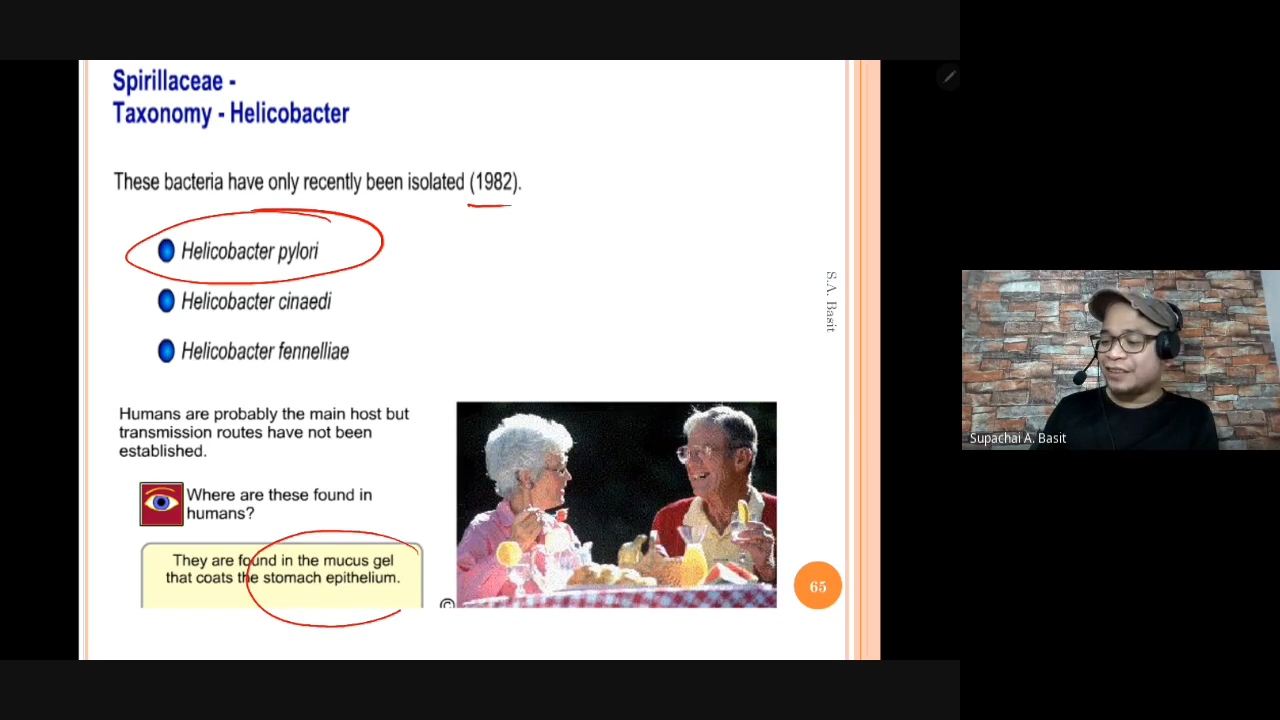 Spirillaceae -
Taxonomy - Helicobacter
These bacteria have only recently been isolated (1982).
Helicobacter pylori
Helicobacter cinaedi
Helicobacter fennelliae
Humans are probably the main host but
transmission routes have not been
established.
Where are these found in
humans?
They are found in the mucus gel
that coats the stomach epithelium.
©
S.A. Basit
65
Supachai A. Basit